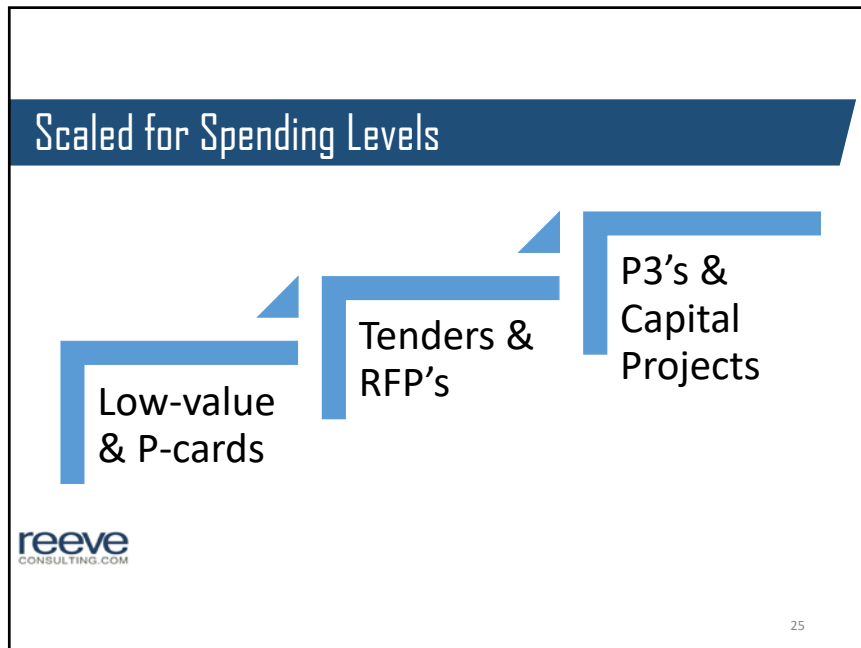 Scaled for Spending Levels
Low-value
& P-cards
Tenders &
RFP's
P3's &
Capital
Projects
reeve
CONSULTING.COM
25